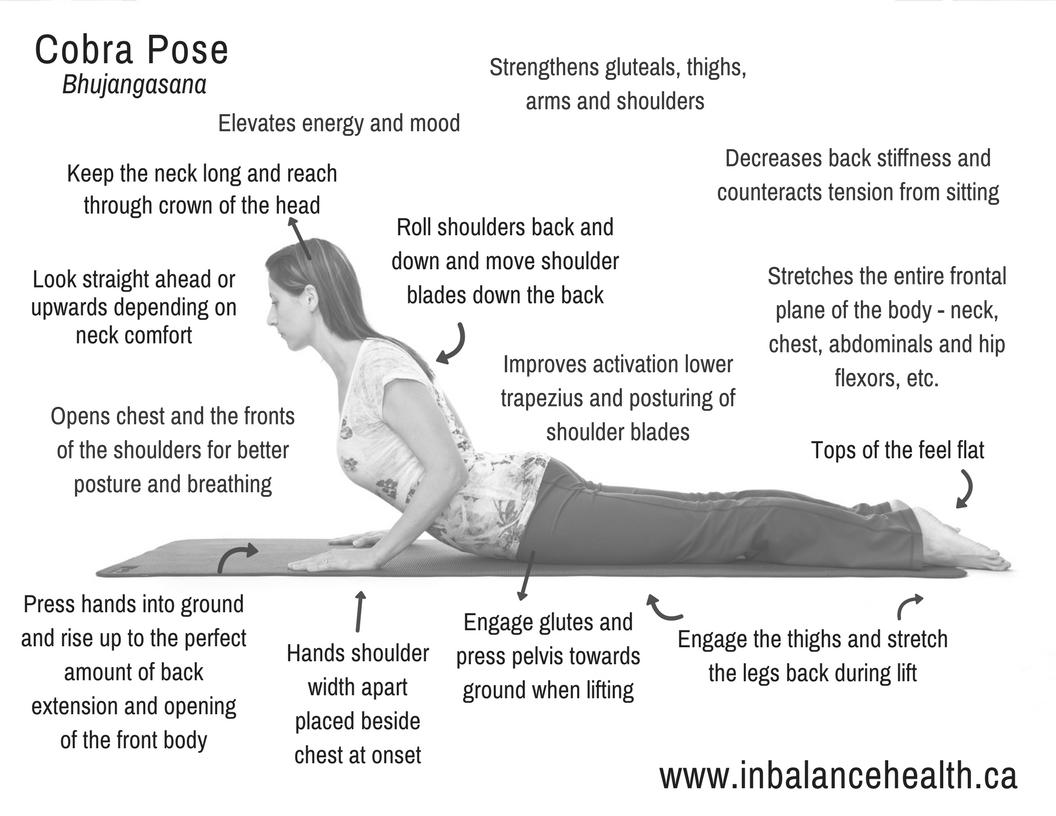 Cobra Pose
Bhujangasana
Strengthens gluteals, thighs,
arms and shoulders
Elevates energy and mood
Decreases back stiffness and
counteracts tension from sitting
Keep the neck long and reach
through crown of the head
Roll shoulders back and
down and move shoulder
blades down the back
Look straight ahead or
upwards depending on
neck comfort
Stretches the entire frontal
plane of the body - neck,
chest, abdominals and hip
flexors, etc.
Improves activation lower
trapezius and posturing of
shoulder blades
Opens chest and the fronts
of the shoulders for better
posture and breathing
Tops of the feel flat
Press hands into ground
and rise up to the perfect
amount of back
extension and opening
of the front body
Hands shoulder
width apart
placed beside
chest at onset
Engage glutes and
press pelvis towards
ground when lifting
Engage the thighs and stretch
the legs back during lift
www.inbalancehealth.ca